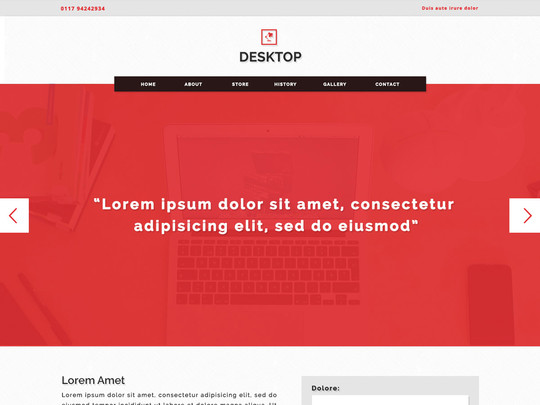 0117 94242934
Duis aute irure dolor
DESKTOP
HOME ABOUT STORE HISTORY GALLERY CONTACT
“Lorem ipsum dolor sit amet, consectetur
adipisicing elit, sed do eiusmod”
Lorem Amet
Lorem ipsum dolor sit amet, consectetur adipisicing elit, sed do
Dolore: